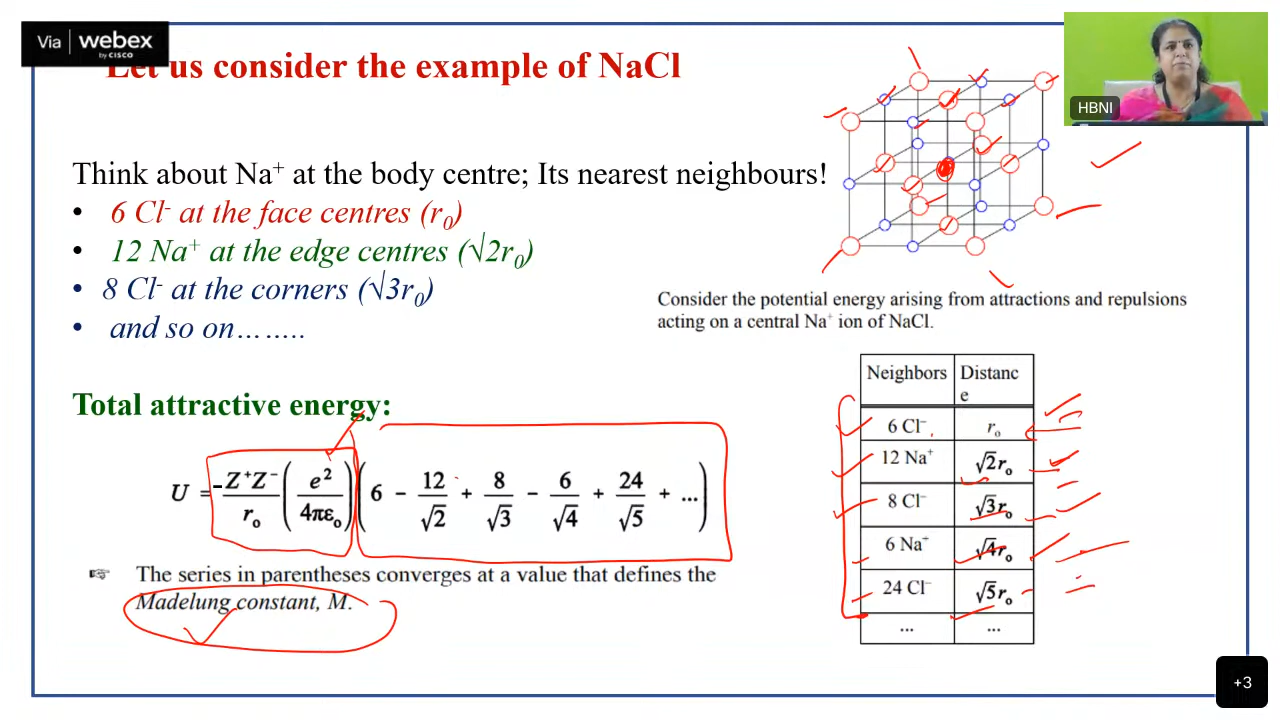 Via | webex
by CISCO
Let us consider the example of NaCl
HBNI
Think about Na⁺ at the body centre; Its nearest neighbours!
• 6 Cl⁻ at the face centres (r₀)
• 12 Na⁺ at the edge centres (√2r₀)
• 8 Cl⁻ at the corners (√3r₀)
• and so on……..
Consider the potential energy arising from attractions and repulsions
acting on a central Na⁺ ion of NaCl.
Total attractive energy:
U = -Z⁺Z⁻/r₀ (e²/4πε₀) (6 - 12/√2 + 8/√3 - 6/√4 + 24/√5 + ...)
☞ The series in parentheses converges at a value that defines the
Madelung constant, M.
Neighbors Distanc
e
6 Cl⁻ r₀
12 Na⁺ √2r₀
8 Cl⁻ √3r₀
6 Na⁺ √4r₀
24 Cl⁻ √5r₀
... ...
+3